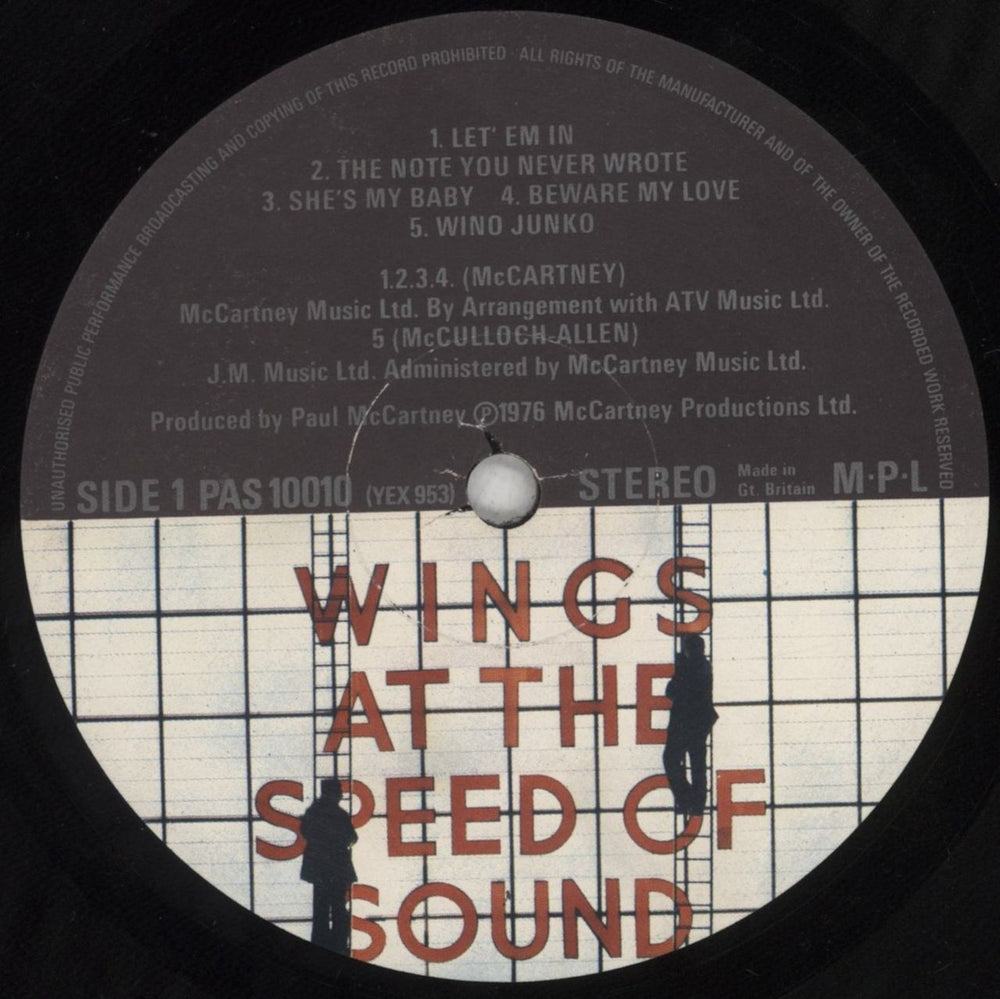 UNAUTHORISED PUBLIC PERFORMANCE BROADCASTING AND COPYING OF THIS RECORD PROHIBITED · ALL RIGHTS OF THE MANUFACTURER AND OF THE OWNER OF THE RECORDED WORK RESERVED
1. LET' EM IN
2. THE NOTE YOU NEVER WROTE
3. SHE'S MY BABY 4. BEWARE MY LOVE
5. WINO JUNKO
1.2.3.4. (McCARTNEY)
McCartney Music Ltd. By Arrangement with ATV Music Ltd.
5 (McCULLOCH-ALLEN)
J.M. Music Ltd. Administered by McCartney Music Ltd.
Produced by Paul McCartney ℗1976 McCartney Productions Ltd.
SIDE 1 PAS 10010 (YEX 953) STEREO Made in Gt. Britain M·P·L
WINGS
AT THE
SPEED OF
SOUND